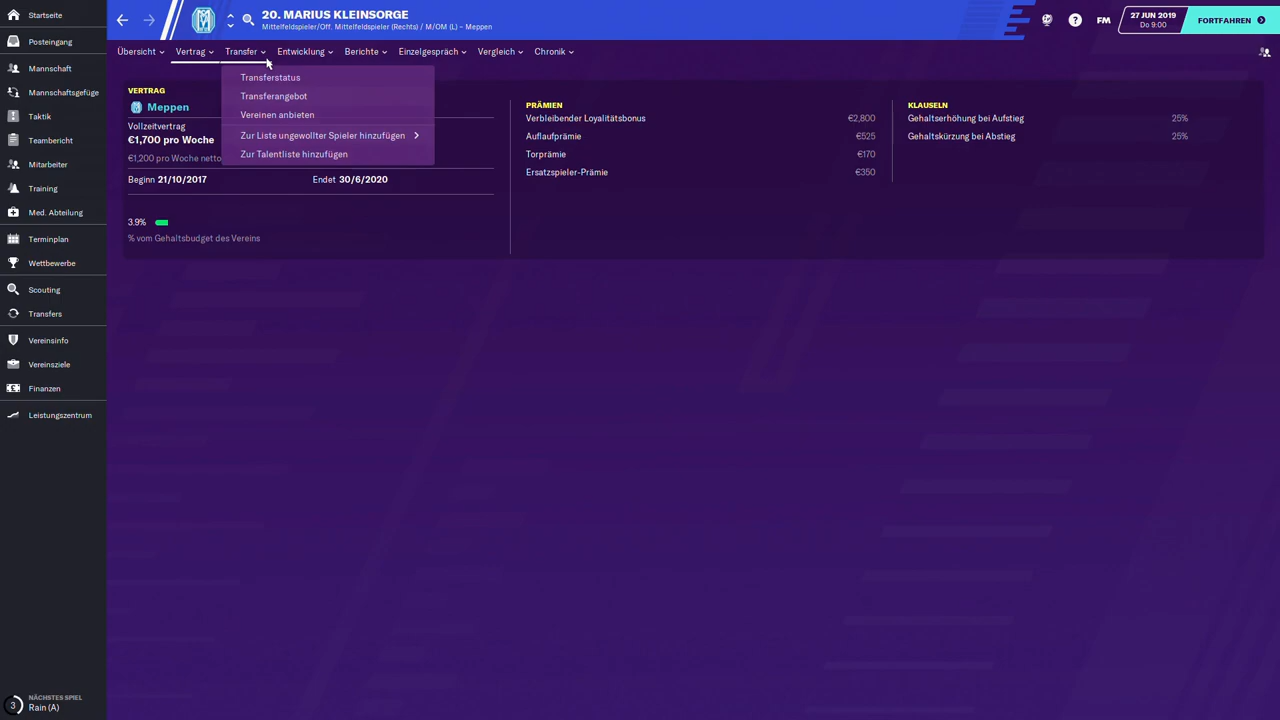 20. MARIUS KLEINSORGE
Mittelfeldspieler/Off. Mittelfeldspieler (Rechts) / M/OM (L) - Meppen
FM
27 JUN 2019
Do 9:00
FORTFAHREN
Übersicht
Vertrag
Transfer
Entwicklung
Berichte
Einzelgespräch
Vergleich
Chronik
Startseite
Posteingang
Mannschaft
Mannschaftsgefüge
Taktik
Teambericht
Mitarbeiter
Training
Med. Abteilung
Terminplan
Wettbewerbe
Scouting
Transfers
Vereinsinfo
Vereinsziele
Finanzen
Leistungszentrum
NÄCHSTES SPIEL
3
Rain (A)
Transferstatus
Transferangebot
Vereinen anbieten
Zur Liste ungewollter Spieler hinzufügen
Zur Talentliste hinzufügen
VERTRAG
Meppen
Vollzeitvertrag
€1,700 pro Woche
€1,200 pro Woche netto
Beginn 21/10/2017
Endet 30/6/2020
3.9%
% vom Gehaltsbudget des Vereins
PRÄMIEN
Verbleibender Loyalitätsbonus €2,800
Auflaufprämie €525
Torprämie €170
Ersatzspieler-Prämie €350
KLAUSELN
Gehaltserhöhung bei Aufstieg 25%
Gehaltskürzung bei Abstieg 25%